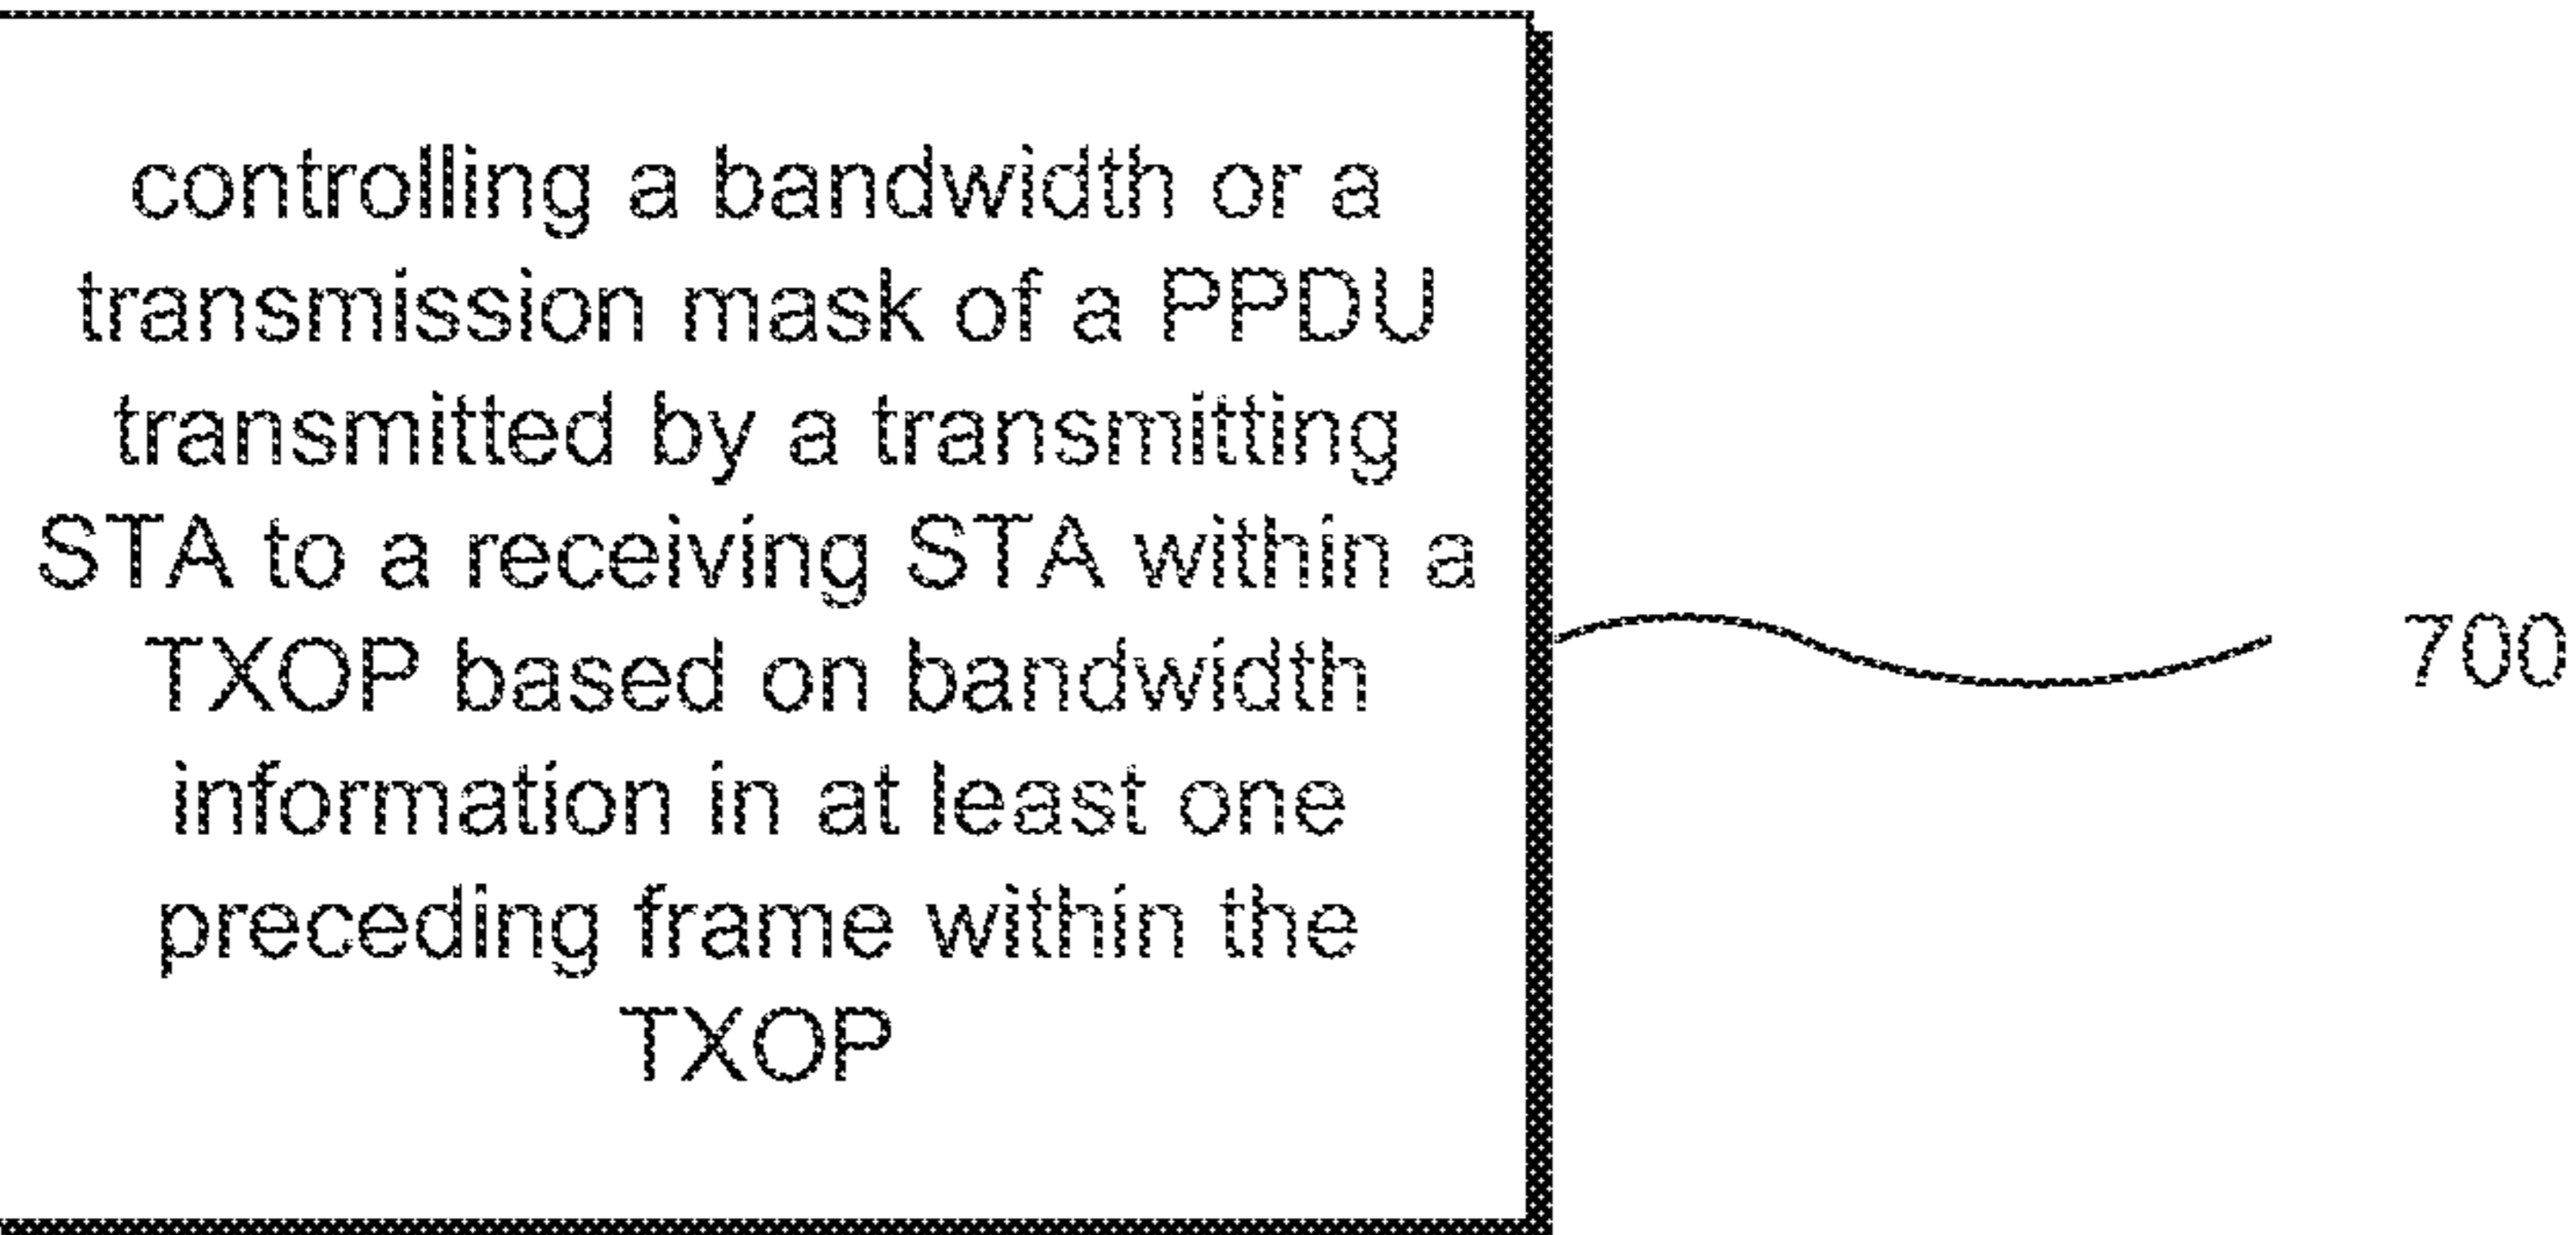 controlling a bandwidth or a
transmission mask of a PPDU
transmitted by a transmitting
STA to a receiving STA within a
TXOP based on bandwidth
information in at least one
preceding frame within the
TXOP
700